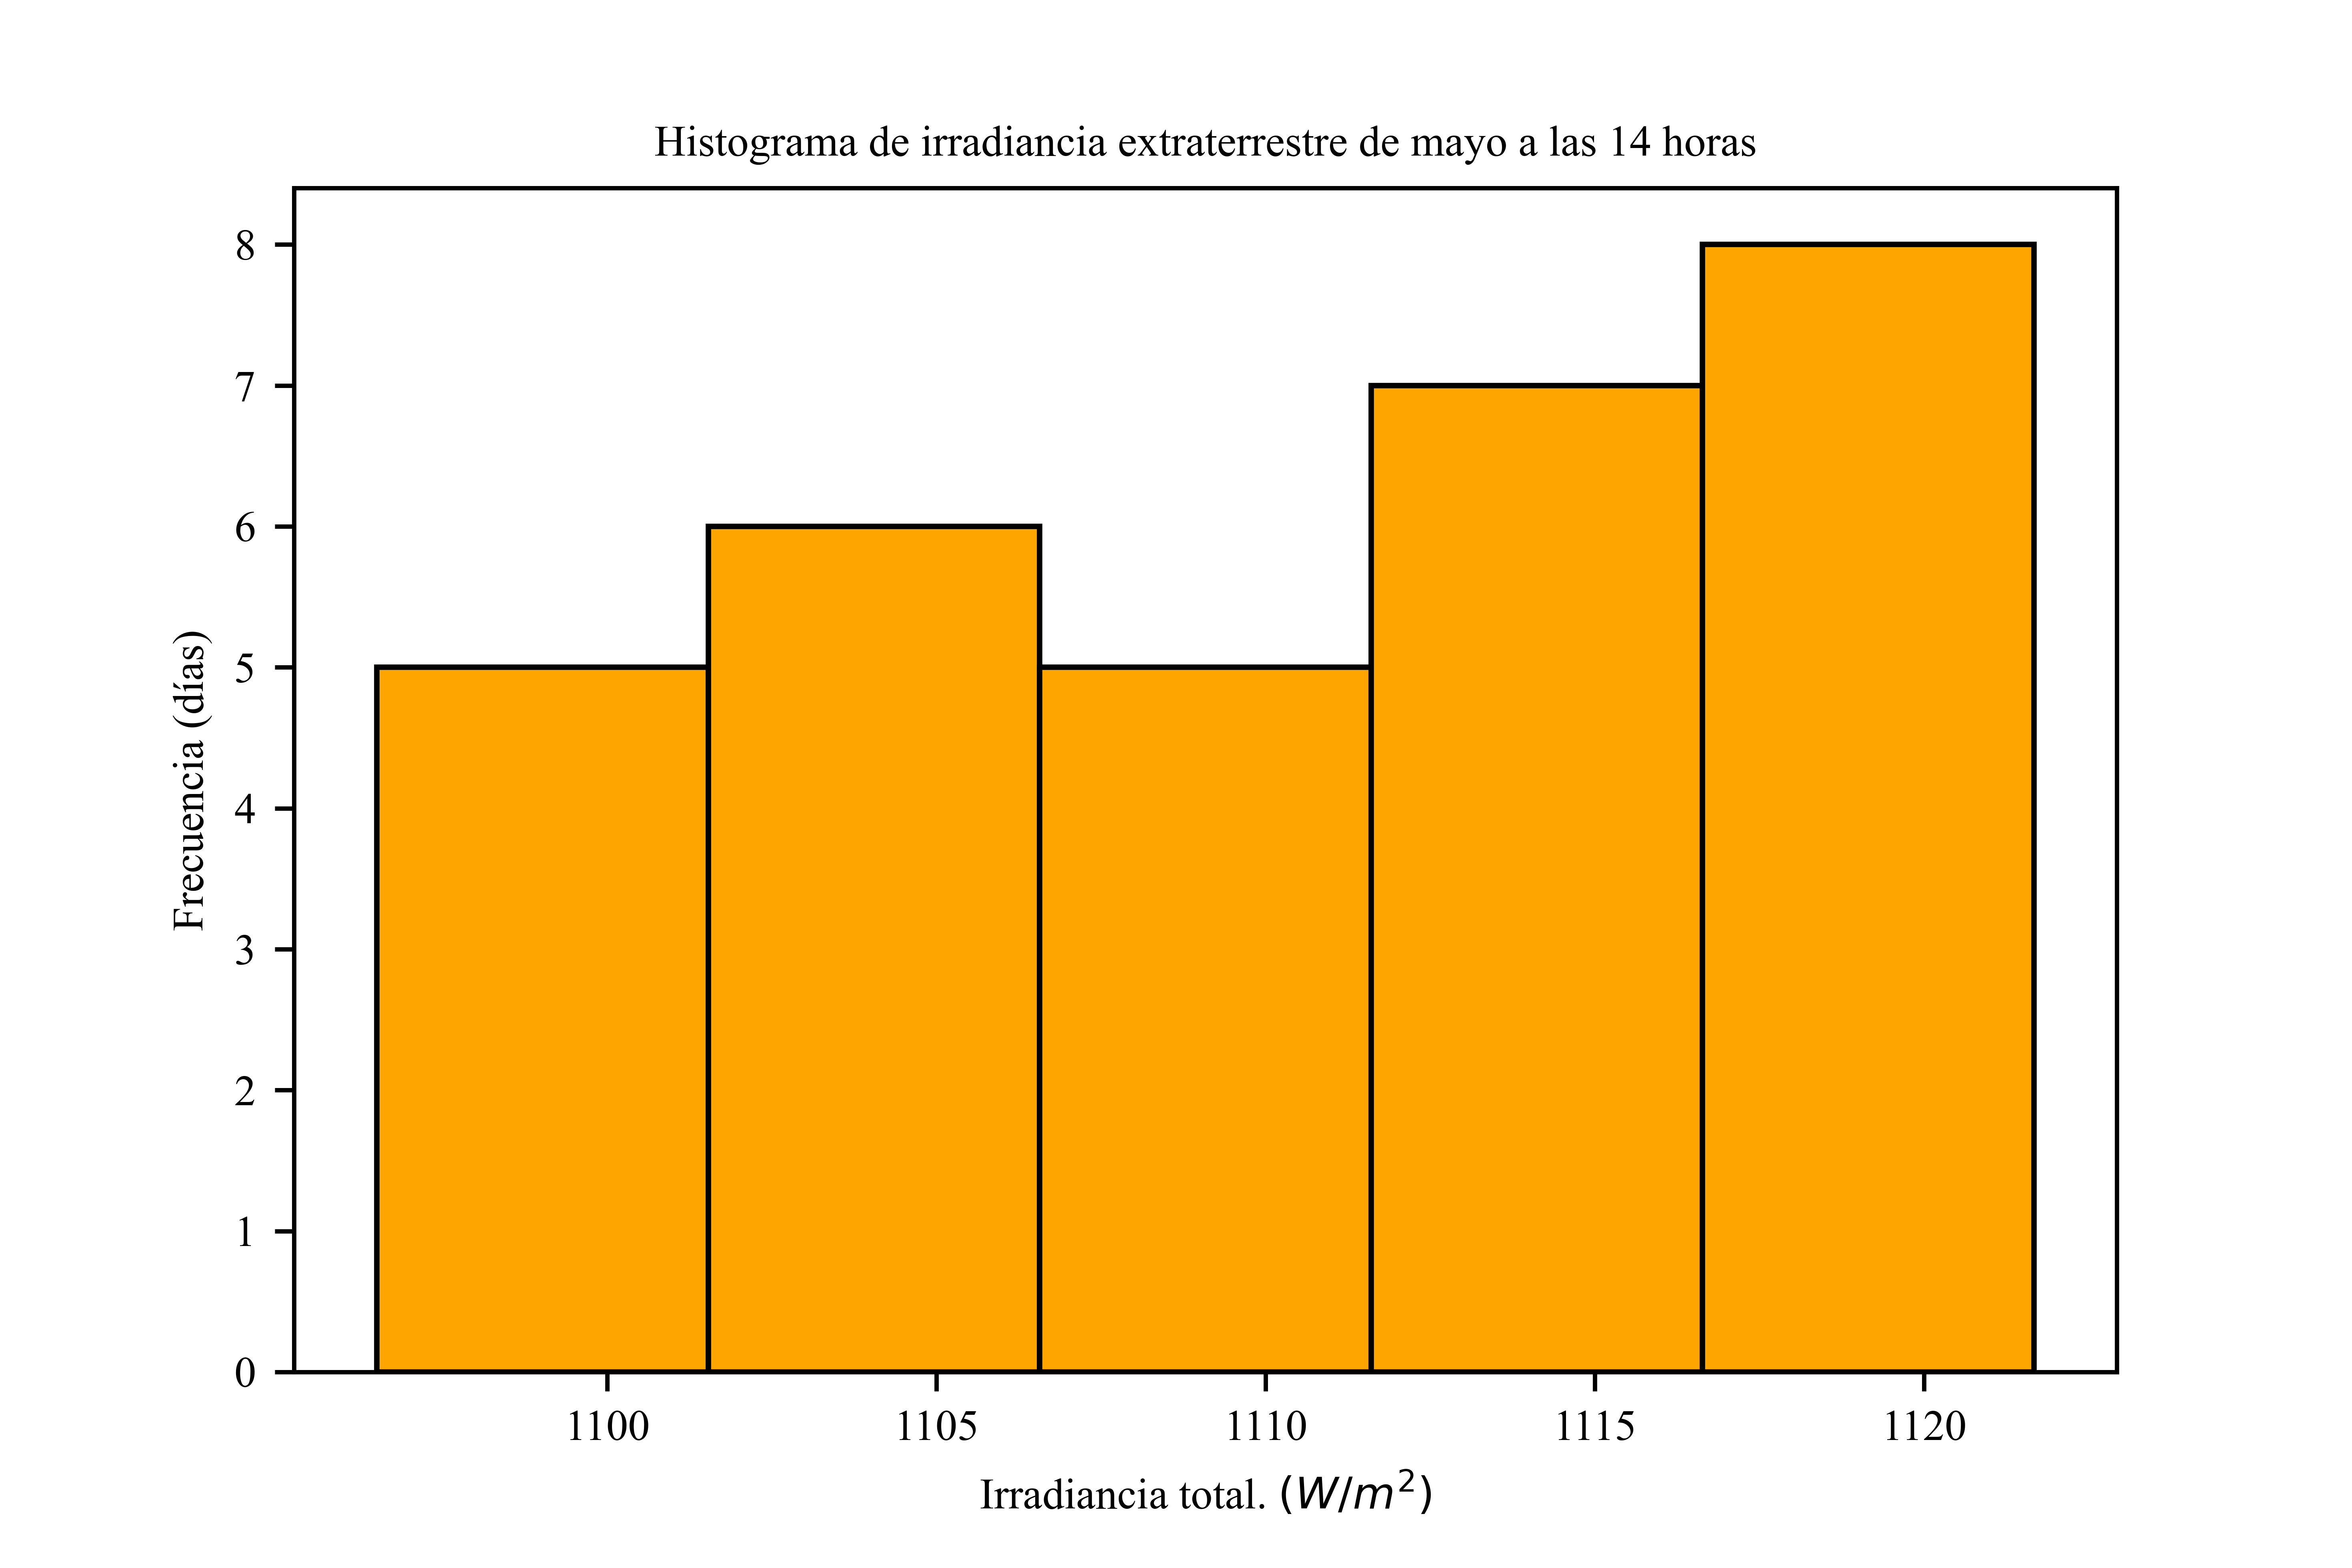 Histograma de irradiancia extraterrestre de mayo a las 14 horas
8
7
6
5
4
3
2
1
0
Frecuencia (días)
1100 1105 1110 1115 1120
Irradiancia total. (W/m²)